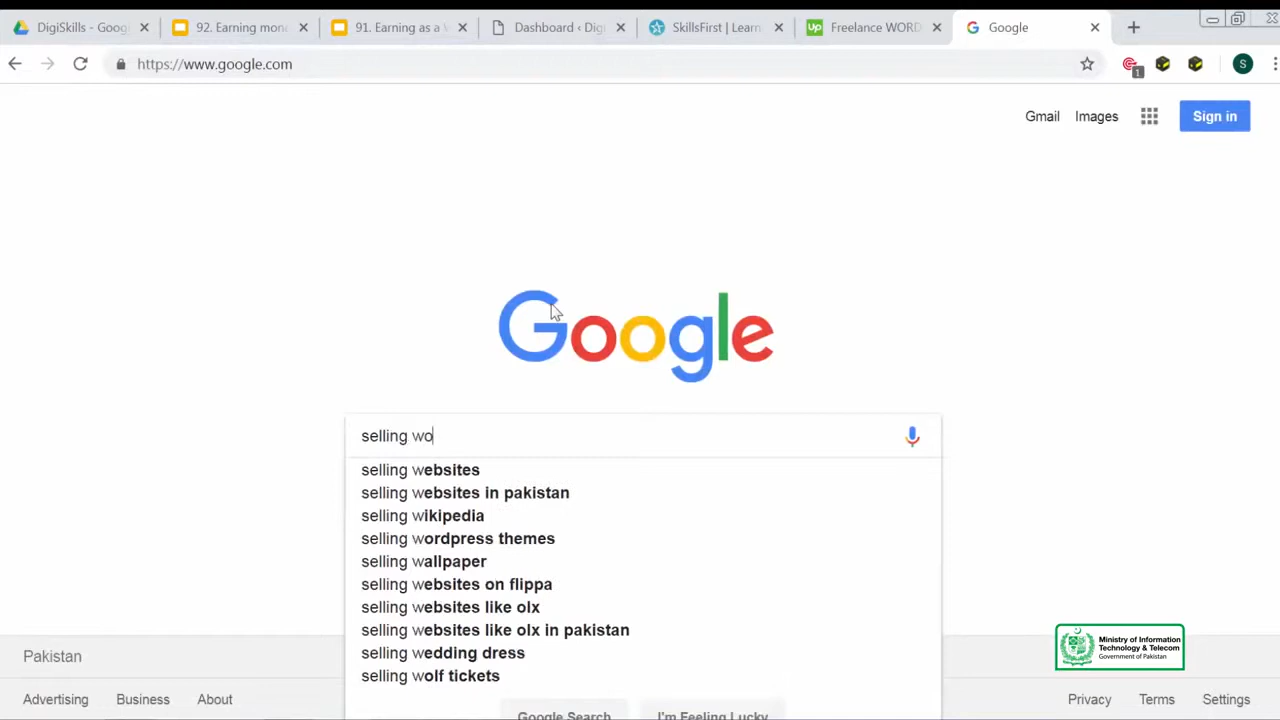 DigiSkills - Goog
92. Earning mon
91. Earning as a V
Dashboard - Digi
SkillsFirst | Learn
Up
Freelance WORD
Google
https://www.google.com
1
S
Gmail
Images
Sign in
Google
selling wo
selling websites
selling websites in pakistan
selling wikipedia
selling wordpress themes
selling wallpaper
selling websites on flippa
selling websites like olx
selling websites like olx in pakistan
selling wedding dress
selling wolf tickets
Google Search
I'm Feeling Lucky
Ministry of Information
Technology & Telecom
Government of Pakistan
Pakistan
Advertising
Business
About
Privacy
Terms
Settings